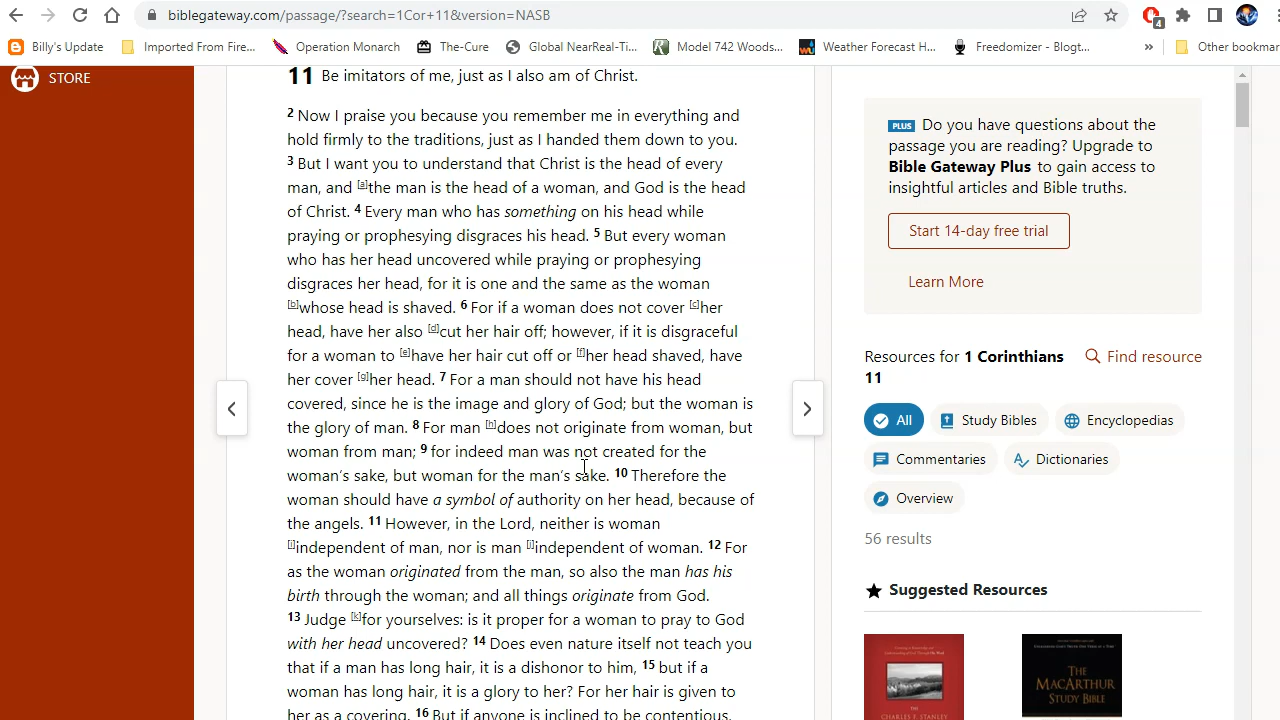 biblegateway.com/passage/?search=1Cor+11&version=NAS
4
Billy's Update
Imported From Fire...
Operation Monarch
E-Cure
Global NearReal-Ti...
Model 742 Woods...
Weather Forecast H...
Freedomizer - Blogt...
»
Other bookmar
STORE
11 Be imitators of me, just as I also am of Christ.
2 Now I praise you because you remember me in everything and
hold firmly to the traditions, just as I handed them down to you.
3 But I want you to understand that Christ is the head of every
man, and [a]the man is the head of a woman, and God is the head
of Christ. 4 Every man who has something on his head while
praying or prophesying disgraces his head. 5 But every woman
who has her head uncovered while praying or prophesying
disgraces her head, for it is one and the same as the woman
[b]whose head is shaved. 6 For if a woman does not cover [c]her
head, have her also [d]cut her hair off; however, if it is disgraceful
for a woman to [e]have her hair cut off or [f]her head shaved, have
her cover [g]her head. 7 For a man should not have his head
covered, since he is the image and glory of God; but the woman is
the glory of man. 8 For man [h]does not originate from woman, but
woman from man; 9 for indeed man was not created for the
woman's sake, but woman for the man's sake. 10 Therefore the
woman should have a symbol of authority on her head, because of
the angels. 11 However, in the Lord, neither is woman
[i]independent of man, nor is man [j]independent of woman. 12 For
as the woman originated from the man, so also the man has his
birth through the woman; and all things originate from God.
13 Judge [k]for yourselves: is it proper for a woman to pray to God
with her head uncovered? 14 Does even nature itself not teach you
that if a man has long hair, it is a dishonor to him, 15 but if a
woman has long hair, it is a glory to her? For her hair is given to
her as a covering. 16 But if anyone is inclined to be contentious,
PLUS Do you have questions about the
passage you are reading? Upgrade to
Bible Gateway Plus to gain access to
insightful articles and Bible truths.
Start 14-day free trial
Learn More
Resources for 1 Corinthians
11
Find resource
All
Study Bibles
Encyclopedias
Commentaries
Dictionaries
Overview
56 results
Suggested Resources
THE
CHARLES F. STANLEY
THE
MACARTHUR
STUDY BIBLE